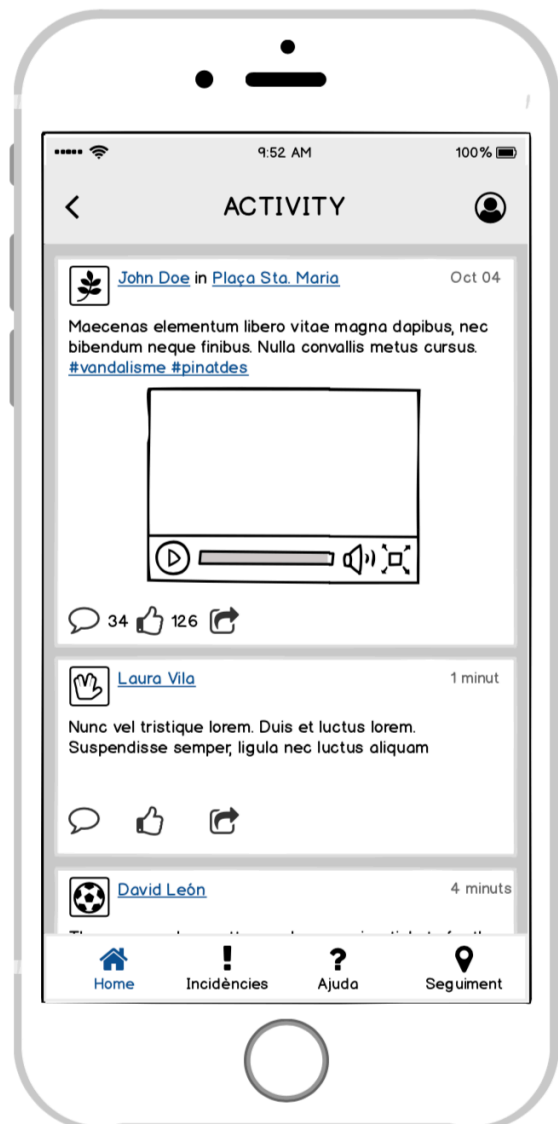 9:52 AM 100%
ACTIVITY
John Doe in Plaça Sta. Maria Oct 04
Maecenas elementum libero vitae magna dapibus, nec
bibendum neque finibus. Nulla convallis metus cursus.
#vandalisme #pinatdes
34 126
Laura Vila 1 minut
Nunc vel tristique lorem. Duis et luctus lorem.
Suspendisse semper, ligula nec luctus aliquam
David León 4 minuts
Home Incidències Ajuda Seguiment